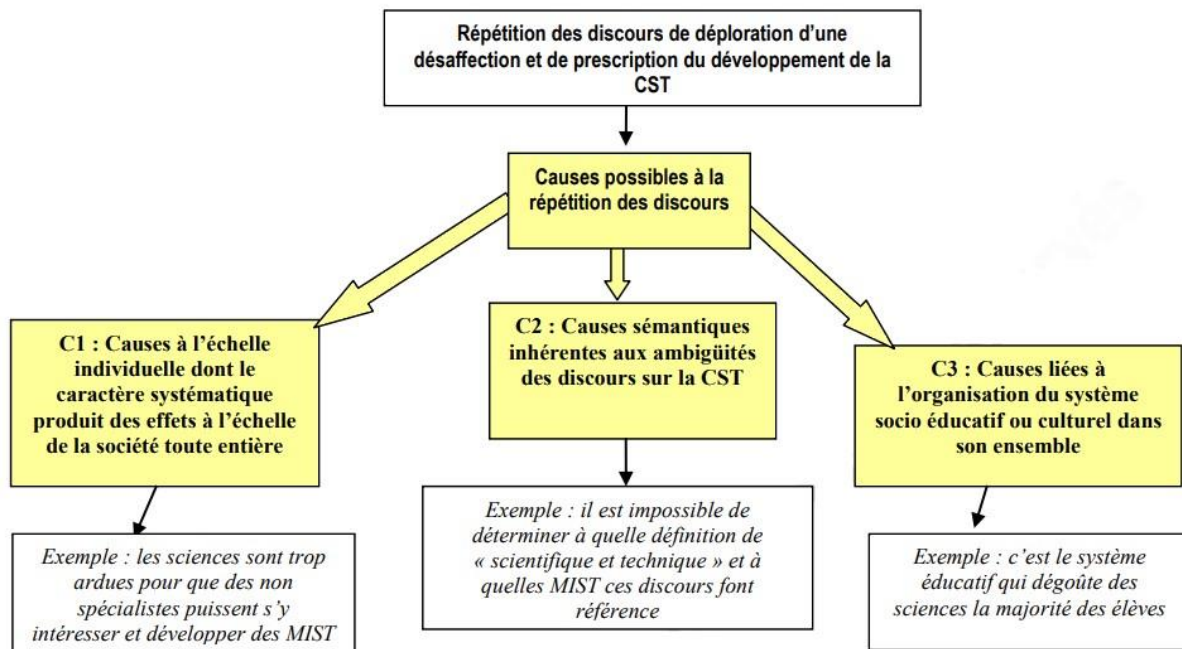 Répétition des discours de déploration d'une
désaffection et de prescription du développement de la
CST
Causes possibles à la
répétition des discours
C1 : Causes à l'échelle
individuelle dont le
caractère systématique
produit des effets à l'échelle
de la société toute entière
C2 : Causes sémantiques
inhérentes aux ambigüités
des discours sur la CST
C3 : Causes liées à
l'organisation du système
socio éducatif ou culturel dans
son ensemble
Exemple : les sciences sont trop
ardues pour que des non
spécialistes puissent s'y
intéresser et développer des MIST
Exemple : il est impossible de
déterminer à quelle définition de
« scientifique et technique » et à
quelles MIST ces discours font
référence
Exemple : c'est le système
éducatif qui dégoûte des
sciences la majorité des élèves